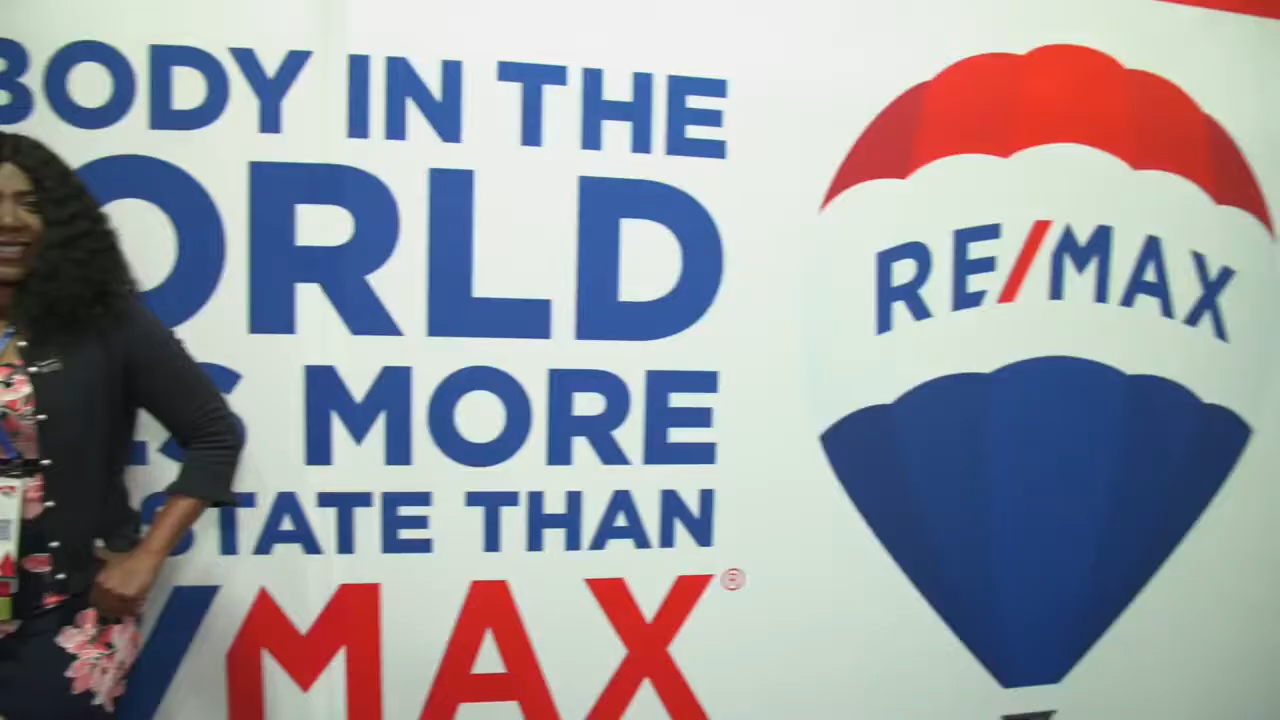 BODY IN THE
ORLD
MORE
STATE THAN
MAX®
RE/MAX